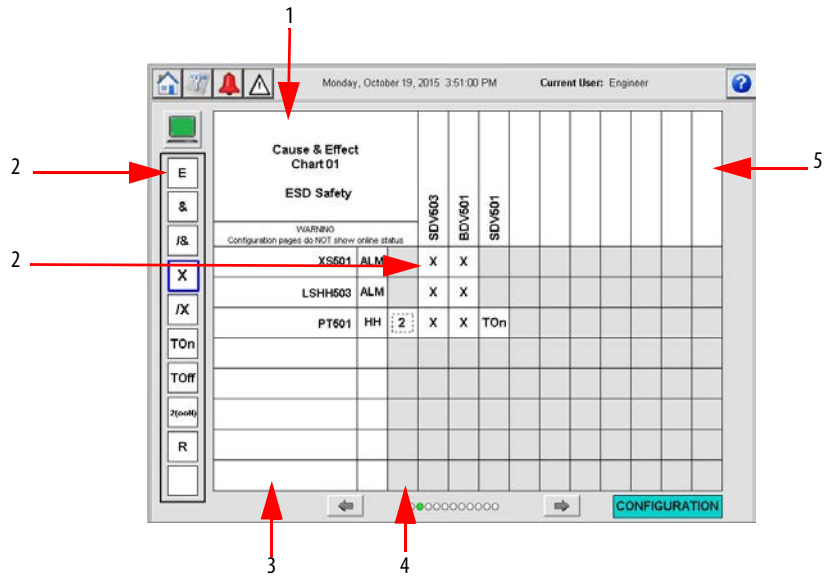 1
Monday, October 19, 2015 3:51:00 PM Current User: Engineer ?
Cause & Effect
Chart 01
ESD Safety
WARNING
Configuration pages do NOT show online status
SDV503
BDV501
SDV501
2
5
E
&
/&
X
/X
TOn
TOff
2(ooN)
R
2
XS501 ALM X X
LSHH503 ALM X X
PT501 HH 2 X X TOn
CONFIGURATION
3
4